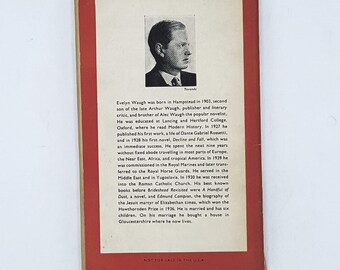 Evelyn Waugh was born in Hampstead in 1903, second
son of the late Arthur Waugh, publisher and literary
critic, and brother of Alec Waugh the popular novelist.
He was educated at Lancing and Hertford College,
Oxford, where he read Modern History. In 1927 he
published his first work, a life of Dante Gabriel Rossetti,
and in 1928 his first novel, Decline and Fall, which was
an immediate success. He spent the next nine years
without fixed abode travelling in most parts of Europe,
the Near East, Africa, and tropical America. In 1939 he
was commissioned in the Royal Marines and later trans-
ferred to the Royal Horse Guards. He served in the
Middle East and in Yugoslavia. In 1930 he was received
into the Roman Catholic Church. His best known
books before Brideshead Revisited were A Handful of
Dust, a novel, and Edmund Campion, the biography of
the Jesuit martyr of Elizabethan times, which won the
Hawthornden Prize in 1936. He is married and has six
children. On his marriage he bought a house in
Gloucestershire where he now lives.
NOT FOR SALE IN THE U.S.A.